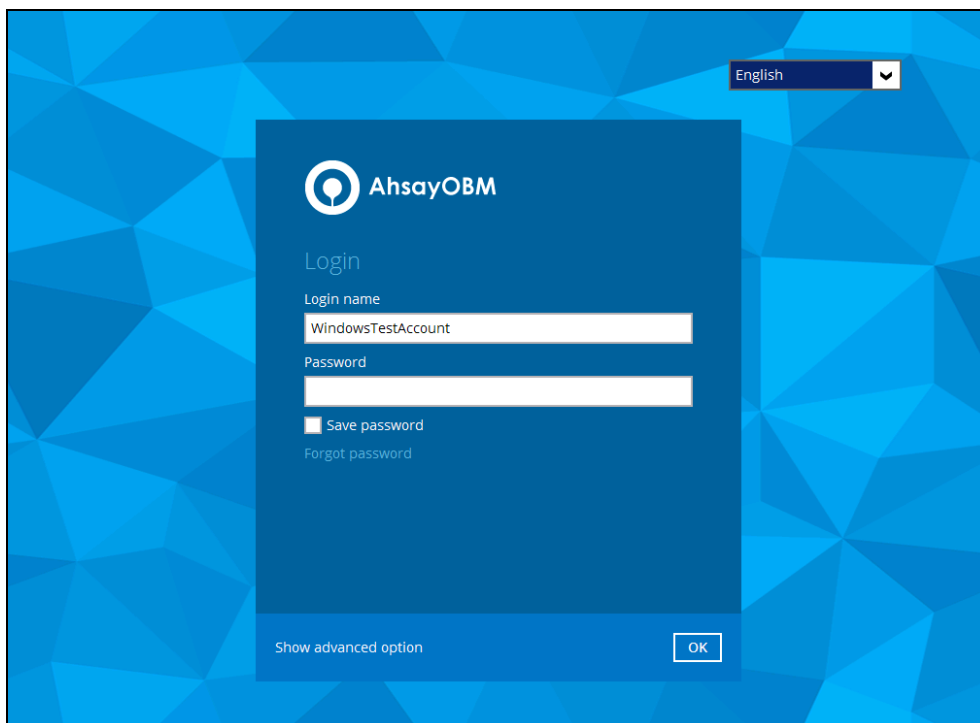 English
AhsayOBM
Login
Login name
WindowsTestAccount
Password
Save password
Forgot password
Show advanced option
OK